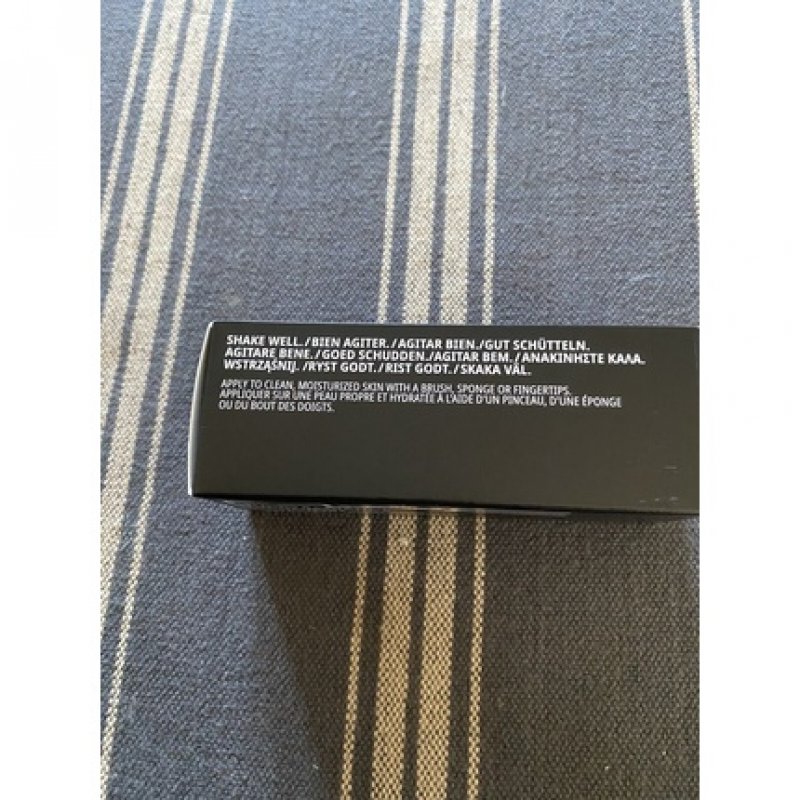 SHAKE WELL./BIEN AGITER./AGITAR BIEN./GUT SCHÜTTELN.
AGITARE BENE./GOED SCHUDDEN./AGITAR BEM./ΑΝΑΚΙΝΗΣΤΕ ΚΑΛΑ.
WSTRZĄŚNIJ. /RYST GODT./RIST GODT./SKAKA VÄL.
APPLY TO CLEAN, MOISTURIZED SKIN WITH A BRUSH, SPONGE OR FINGERTIPS.
APPLIQUER SUR UNE PEAU PROPRE ET HYDRATÉE À L'AIDE D'UN PINCEAU, D'UNE ÉPONGE
OU DU BOUT DES DOIGTS.